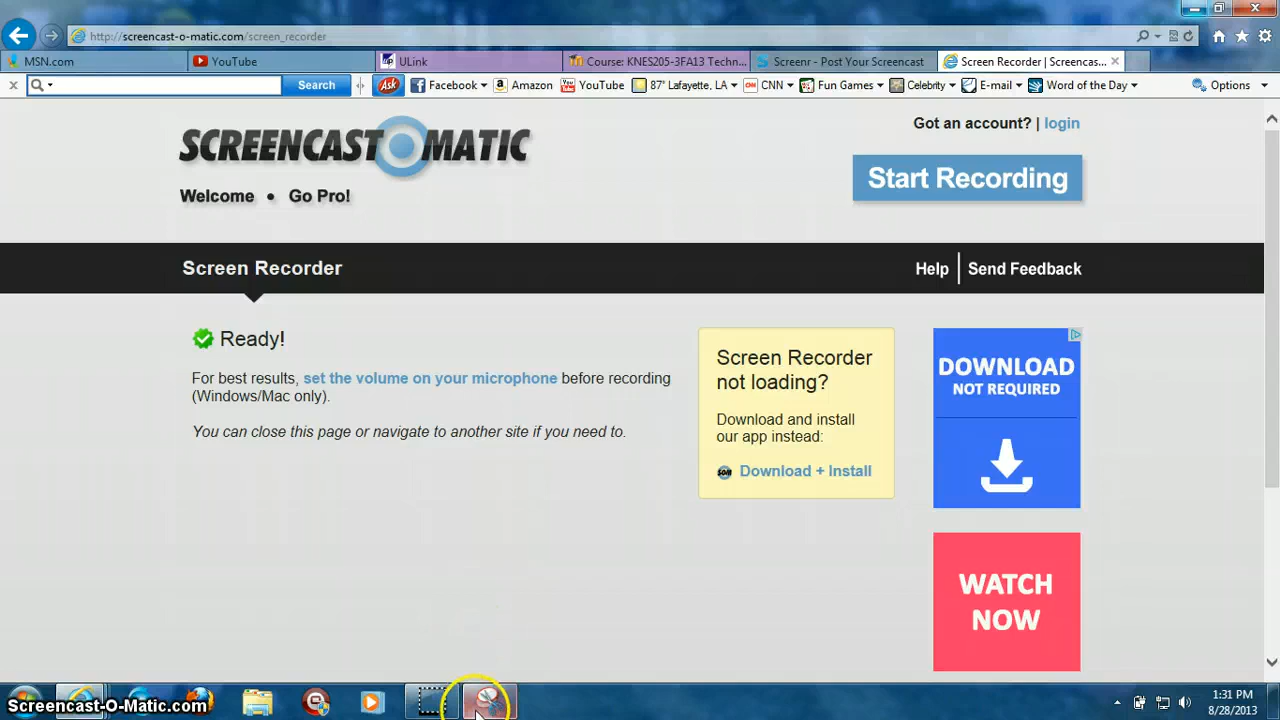 http://screencast-o-matic.com/screen_recorder
MSN.com
YouTube
ULink
Course: KNES205-3FA13 Techn...
Screenr - Post Your Screencast
Screen Recorder | Screencas...
Search
Ask
Facebook
Amazon
YouTube
87° Lafayette, LA
CNN
Fun Games
Celebrity
E-mail
Word of the Day
Options
SCREENCAST O MATIC
Got an account? | login
Start Recording
Welcome • Go Pro!
Screen Recorder
Help
Send Feedback
Ready!
For best results, set the volume on your microphone before recording
(Windows/Mac only).
You can close this page or navigate to another site if you need to.
Screen Recorder
not loading?
Download and install
our app instead:
SOM Download + Install
DOWNLOAD
NOT REQUIRED
WATCH
NOW
Screencast-O-Matic.com
1:31 PM
8/28/2013